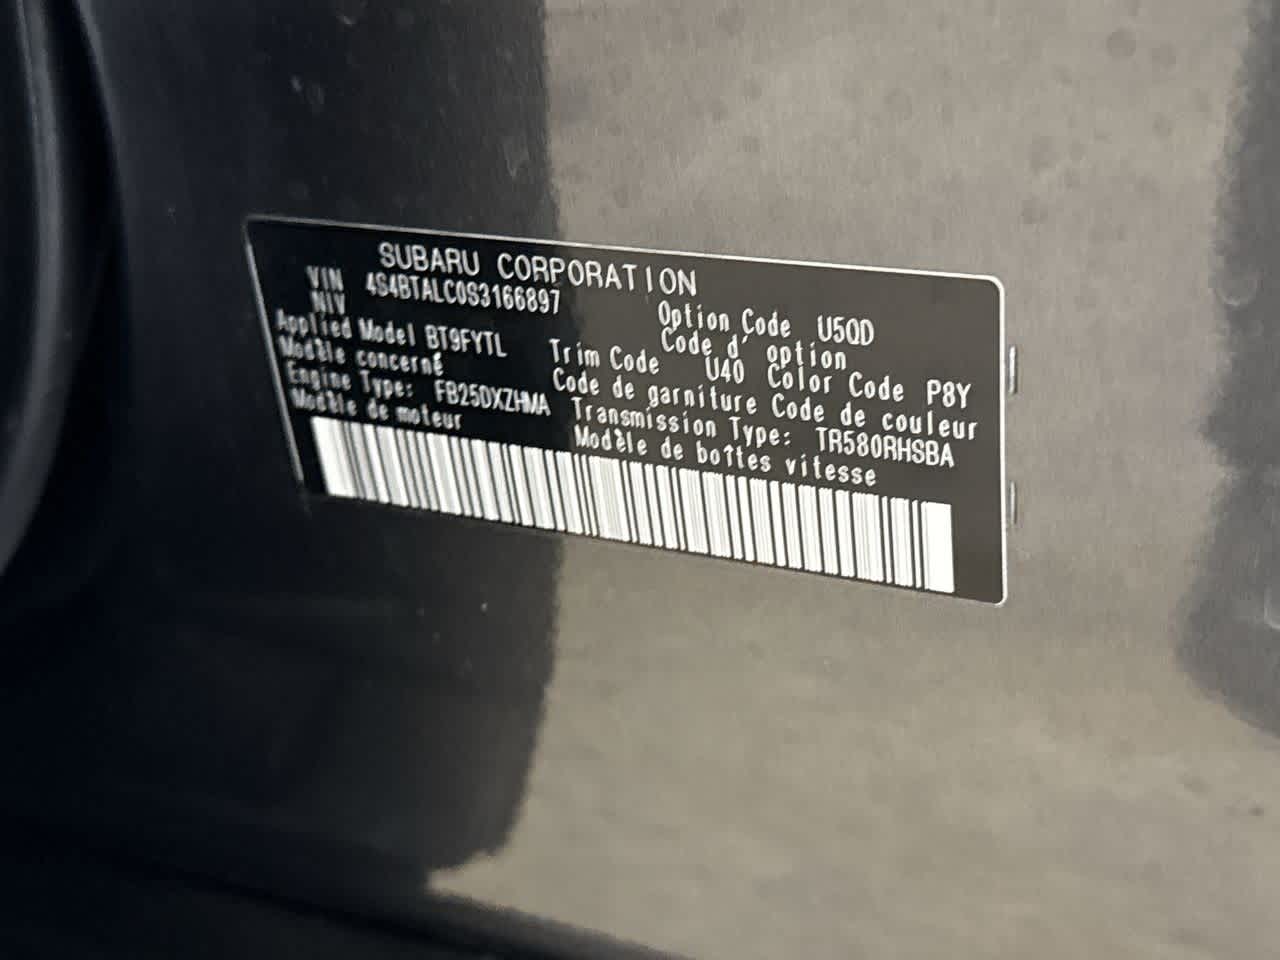 SUBARU CORPORATION
VIN 4S4BTALC0S3166897
NIV
Option Code U5QD
Code d' option
Applied Model BT9FYTL
Modèle concerné
Trim Code U40 Color Code P8Y
Code de garniture Code de couleur
Engine Type: FB25DXZHMA
Modèle de moteur
Transmission Type: TR580RHSBA
Modèle de boîtes vitesse